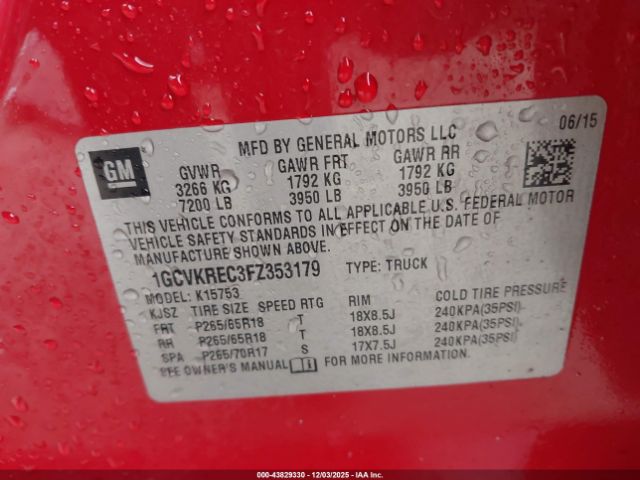 MFD BY GENERAL MOTORS LLC 06/15
GM
GVWR GAWR FRT GAWR RR
3266 KG 1792 KG 1792 KG
7200 LB 3950 LB 3950 LB
THIS VEHICLE CONFORMS TO ALL APPLICABLE U.S. FEDERAL MOTOR
VEHICLE SAFETY STANDARDS IN EFFECT ON THE DATE OF
MANUFACTURE SHOWN ABOVE.
1GCVKREC3FZ353179 TYPE: TRUCK
MODEL: K15753
KJSZ TIRE SIZE SPEED RTG RIM COLD TIRE PRESSURE
FRT P265/65R18 T 18X8.5J 240KPA(35PSI)
RR P265/65R18 T 18X8.5J 240KPA(35PSI)
SPA P265/70R17 S 17X7.5J 240KPA(35PSI)
SEE OWNER'S MANUAL FOR MORE INFORMATION.
000-43829330 - 12/03/2025 - IAAI.COM